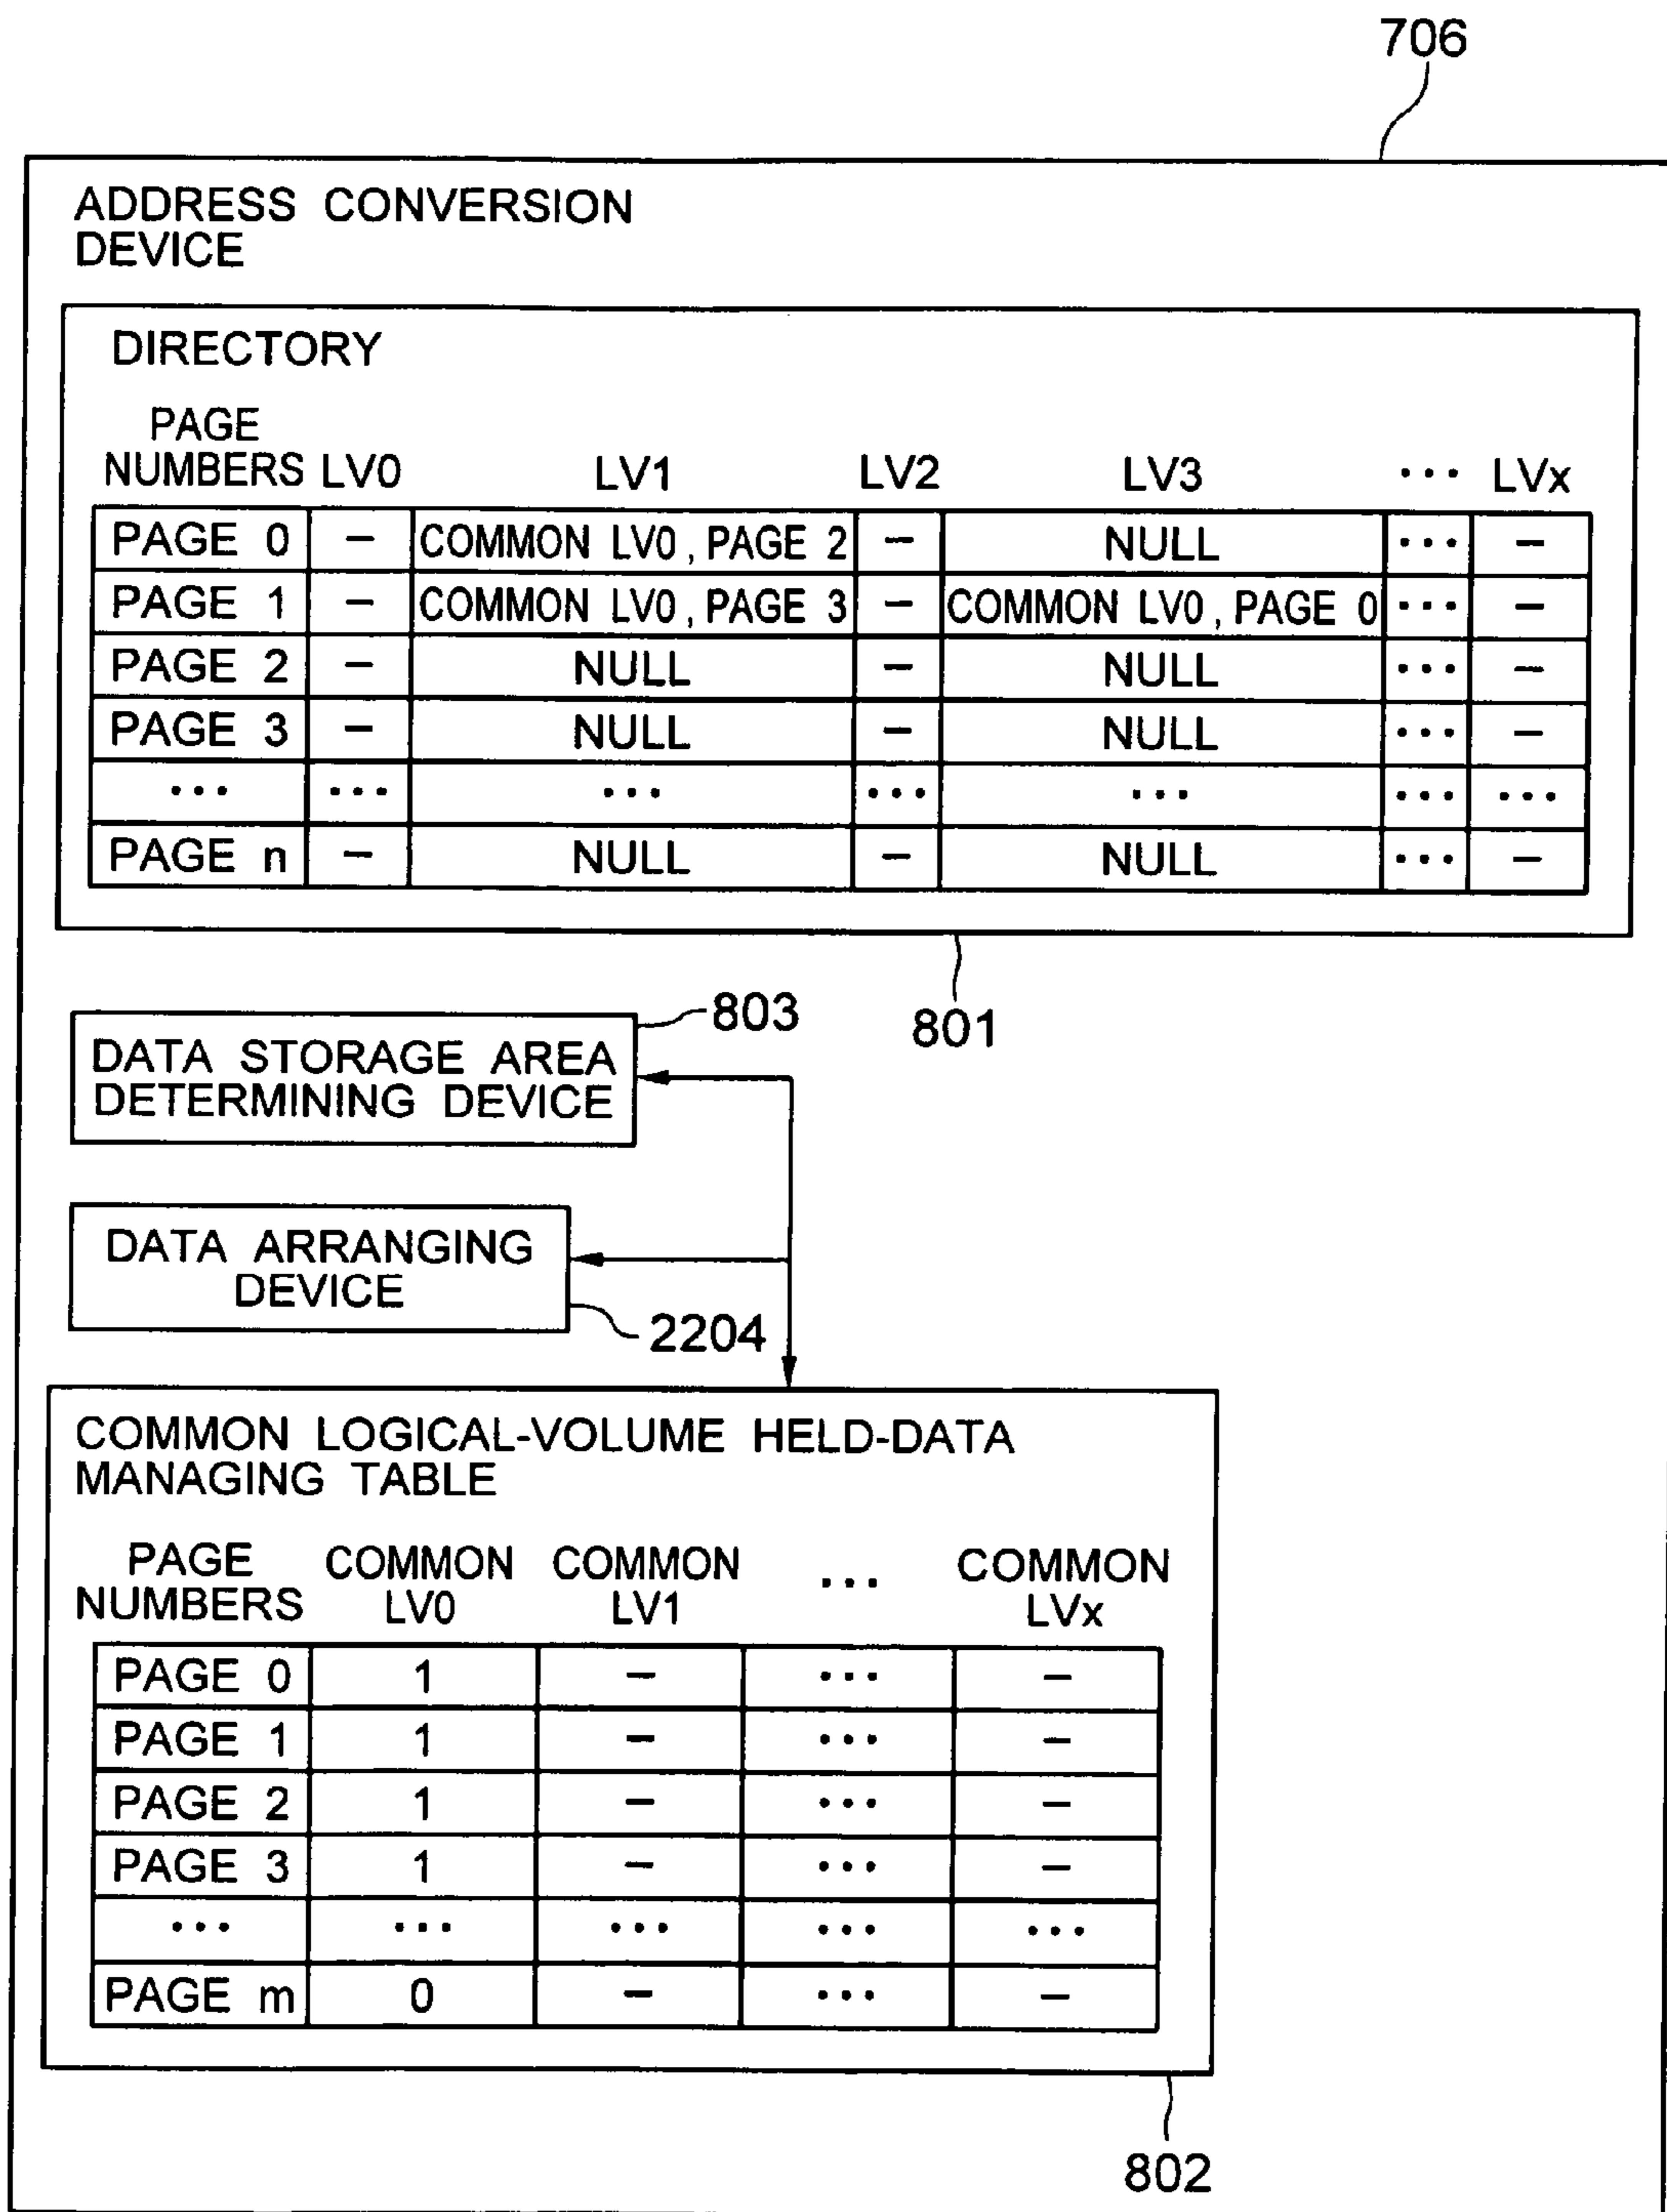 706
ADDRESS CONVERSION
DEVICE
DIRECTORY
PAGE
NUMBERS LV0 LV1 LV2 LV3 ... LVx
PAGE 0 – COMMON LV0, PAGE 2 – NULL ... –
PAGE 1 – COMMON LV0, PAGE 3 – COMMON LV0, PAGE 0 ... –
PAGE 2 – NULL – NULL ... –
PAGE 3 – NULL – NULL ... –
... ... ... ... ... ... ...
PAGE n – NULL – NULL ... –
801
803
DATA STORAGE AREA
DETERMINING DEVICE
DATA ARRANGING
DEVICE
2204
COMMON LOGICAL-VOLUME HELD-DATA
MANAGING TABLE
PAGE COMMON COMMON ... COMMON
NUMBERS LV0 LV1 LVx
PAGE 0 1 – ... –
PAGE 1 1 – ... –
PAGE 2 1 – ... –
PAGE 3 1 – ... –
... ... ... ... ...
PAGE m 0 – ... –
802